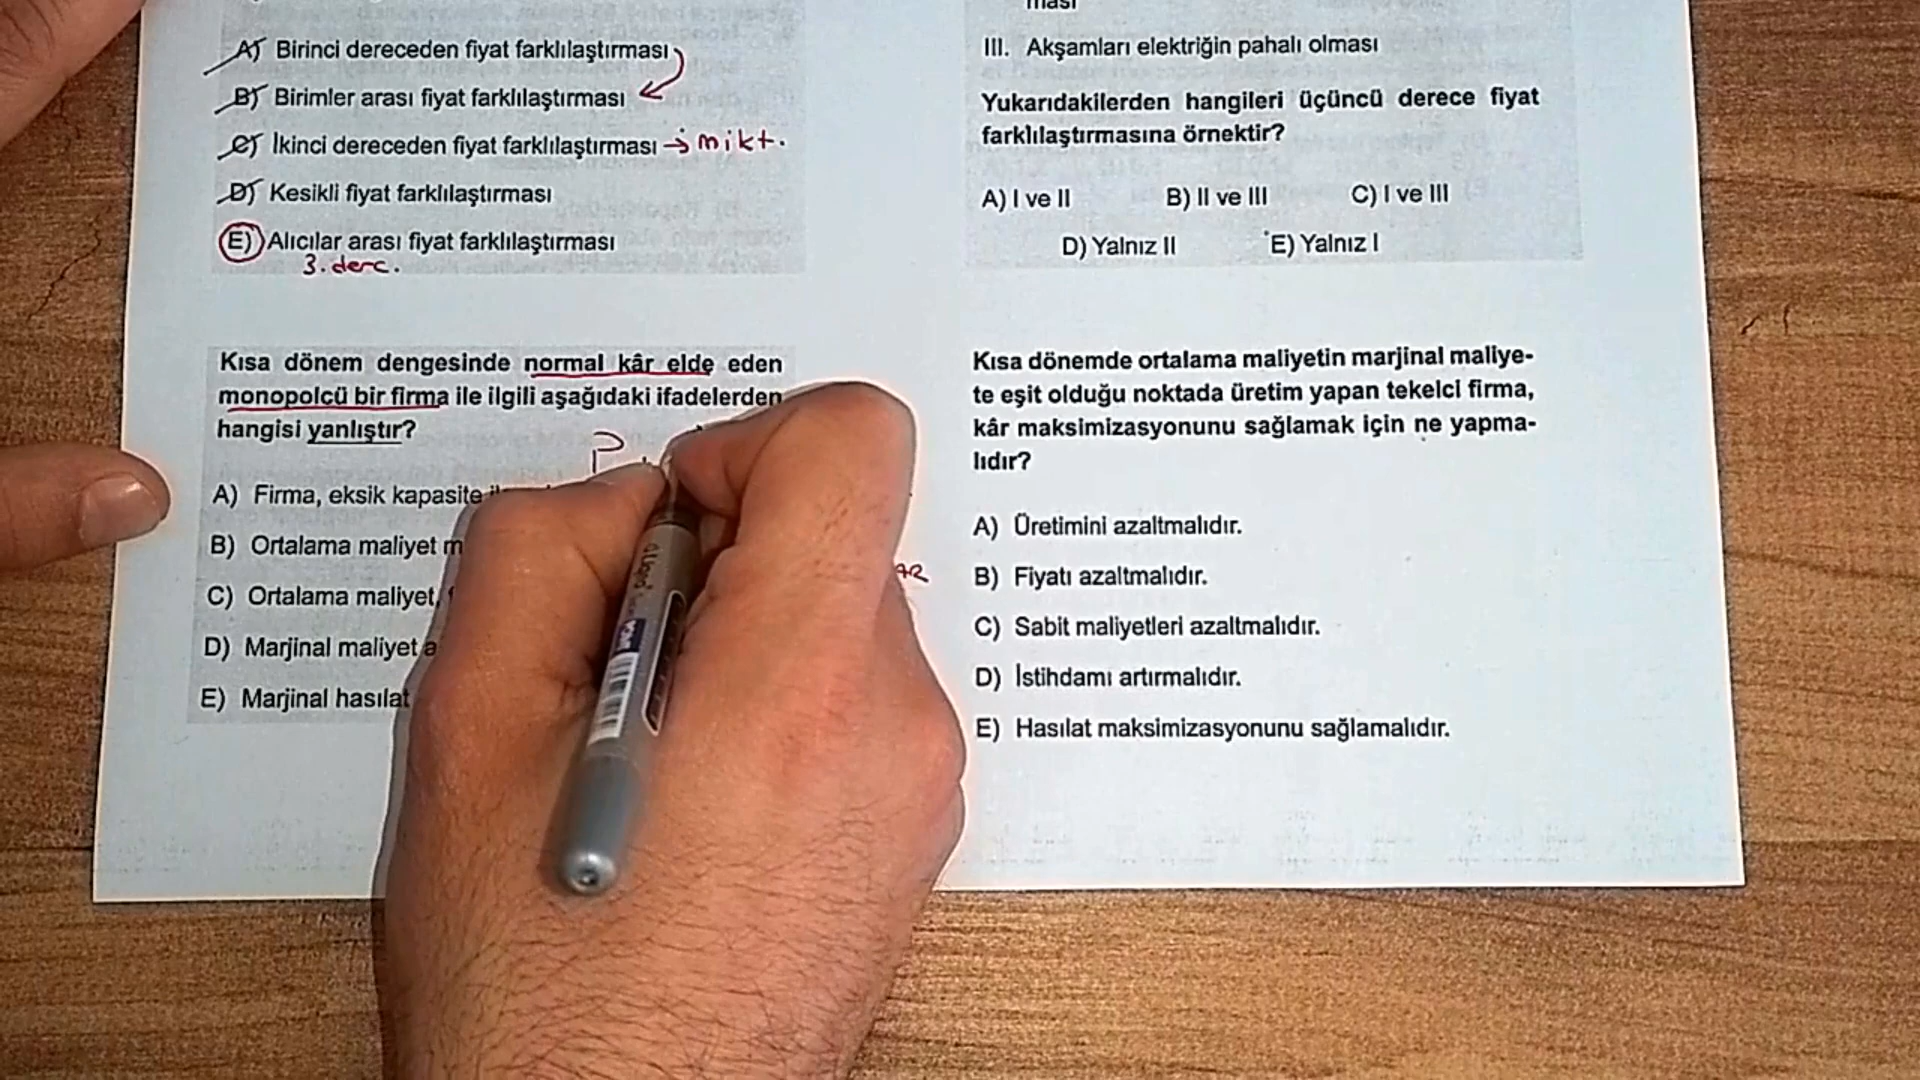 A) Birinci dereceden fiyat farklılaştırması
B) Birimler arası fiyat farklılaştırması
C) İkinci dereceden fiyat farklılaştırması → mikt.
D) Kesikli fiyat farklılaştırması
E) Alıcılar arası fiyat farklılaştırması
3. derc.
Kısa dönem dengesinde normal kâr elde eden
monopolcü bir firma ile ilgili aşağıdaki ifadelerden
hangisi yanlıştır?
P
A) Firma, eksik kapasite
B) Ortalama maliyet
C) Ortalama maliyet,
D) Marjinal maliyet
E) Marjinal hasılat
AR
ması
III. Akşamları elektriğin pahalı olması
Yukarıdakilerden hangileri üçüncü derece fiyat
farklılaştırmasına örnektir?
A) I ve II B) II ve III C) I ve III
D) Yalnız II E) Yalnız I
Kısa dönemde ortalama maliyetin marjinal maliye-
te eşit olduğu noktada üretim yapan tekelci firma,
kâr maksimizasyonunu sağlamak için ne yapma-
lıdır?
A) Üretimini azaltmalıdır.
B) Fiyatı azaltmalıdır.
C) Sabit maliyetleri azaltmalıdır.
D) İstihdamı artırmalıdır.
E) Hasılat maksimizasyonunu sağlamalıdır.